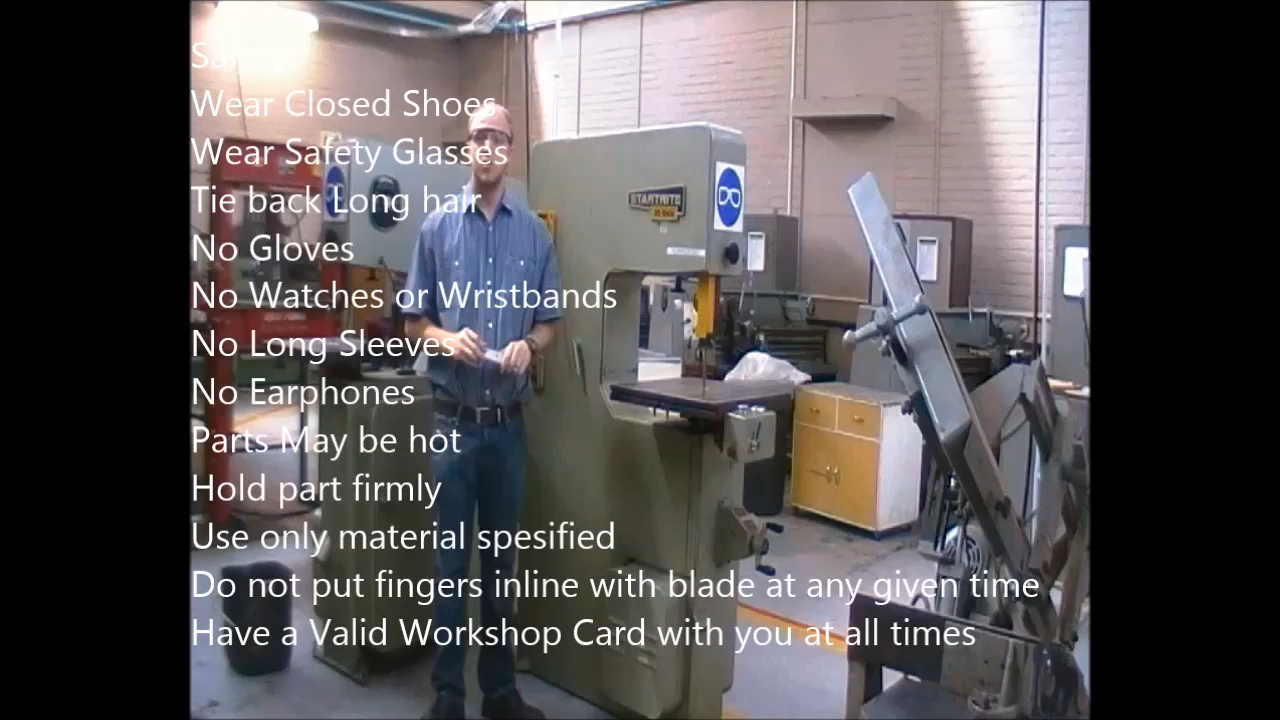 Safety
Wear Closed Shoes
Wear Safety Glasses
Tie back Long hair
No Gloves
No Watches or Wristbands
No Long Sleeves
No Earphones
Parts May be hot
Hold part firmly
Use only material spesified
Do not put fingers inline with blade at any given time
Have a Valid Workshop Card with you at all times
STARTRITE